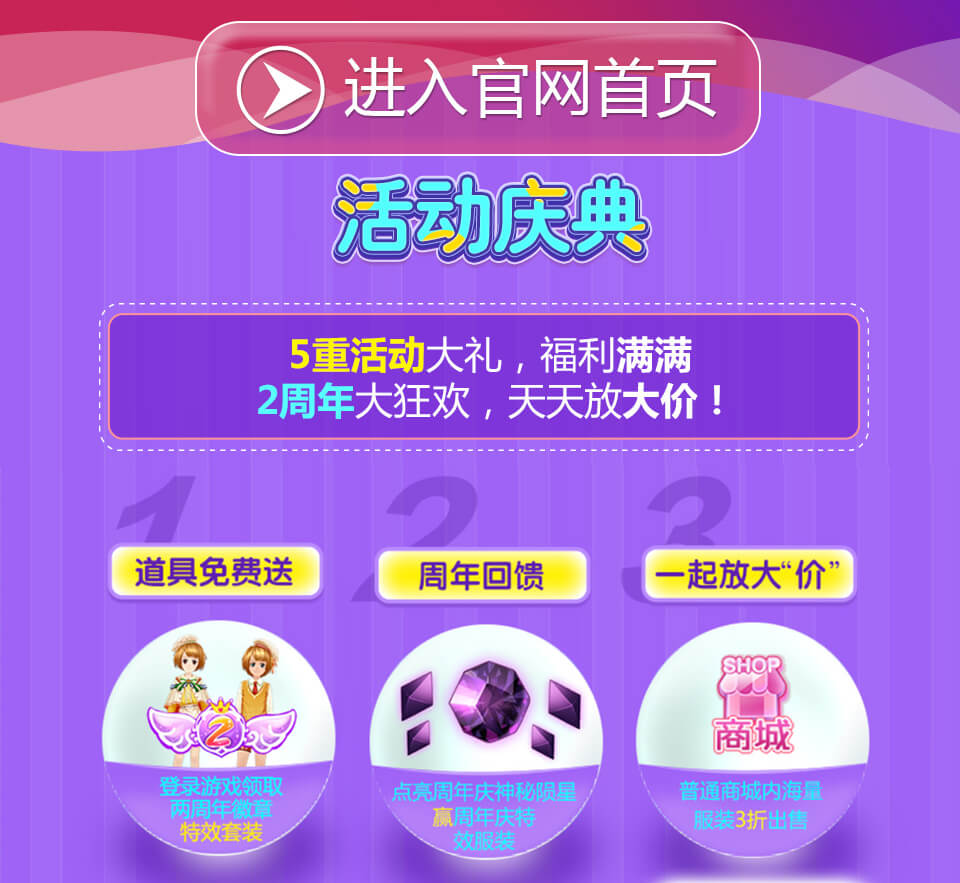 进入官网首页
活动庆典
5重活动大礼，福利满满
2周年大狂欢，天天放大价！
1
2
3
道具免费送
周年回馈
一起放大“价”
2
SHOP
商城
登录游戏领取
两周年徽章
特效套装
点亮周年庆神秘陨星
赢周年庆特
效服装
普通商城内海量
服装3折出售